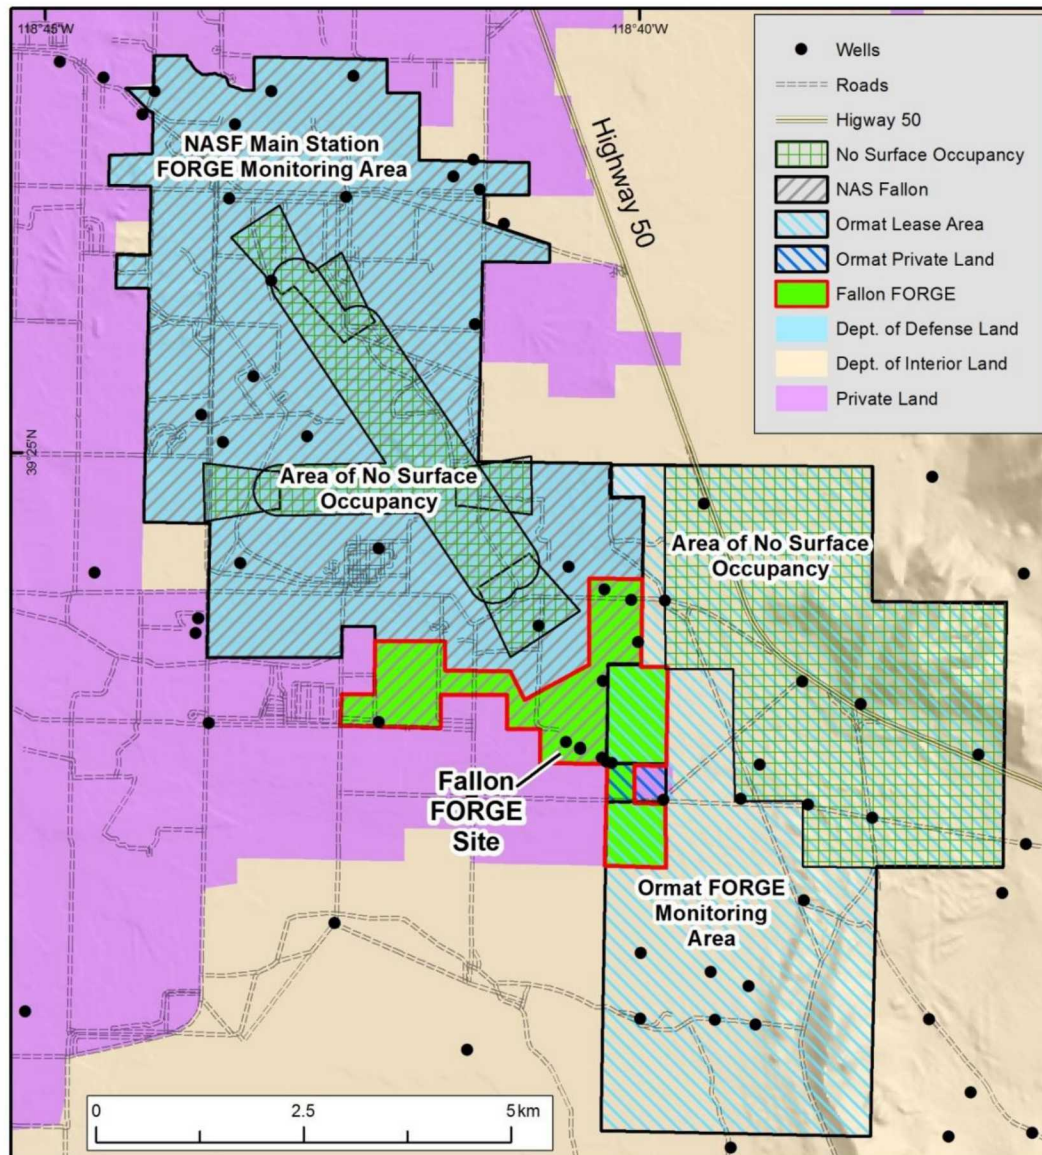 118°45'W
118°40'W
39°25'N
NASF Main Station
FORGE Monitoring Area
Highway 50
Area of No Surface
Occupancy
Area of No Surface
Occupancy
Fallon
FORGE
Site
Ormat FORGE
Monitoring
Area
Wells
Roads
Higway 50
No Surface Occupancy
NAS Fallon
Ormat Lease Area
Ormat Private Land
Fallon FORGE
Dept. of Defense Land
Dept. of Interior Land
Private Land
0 2.5 5 km